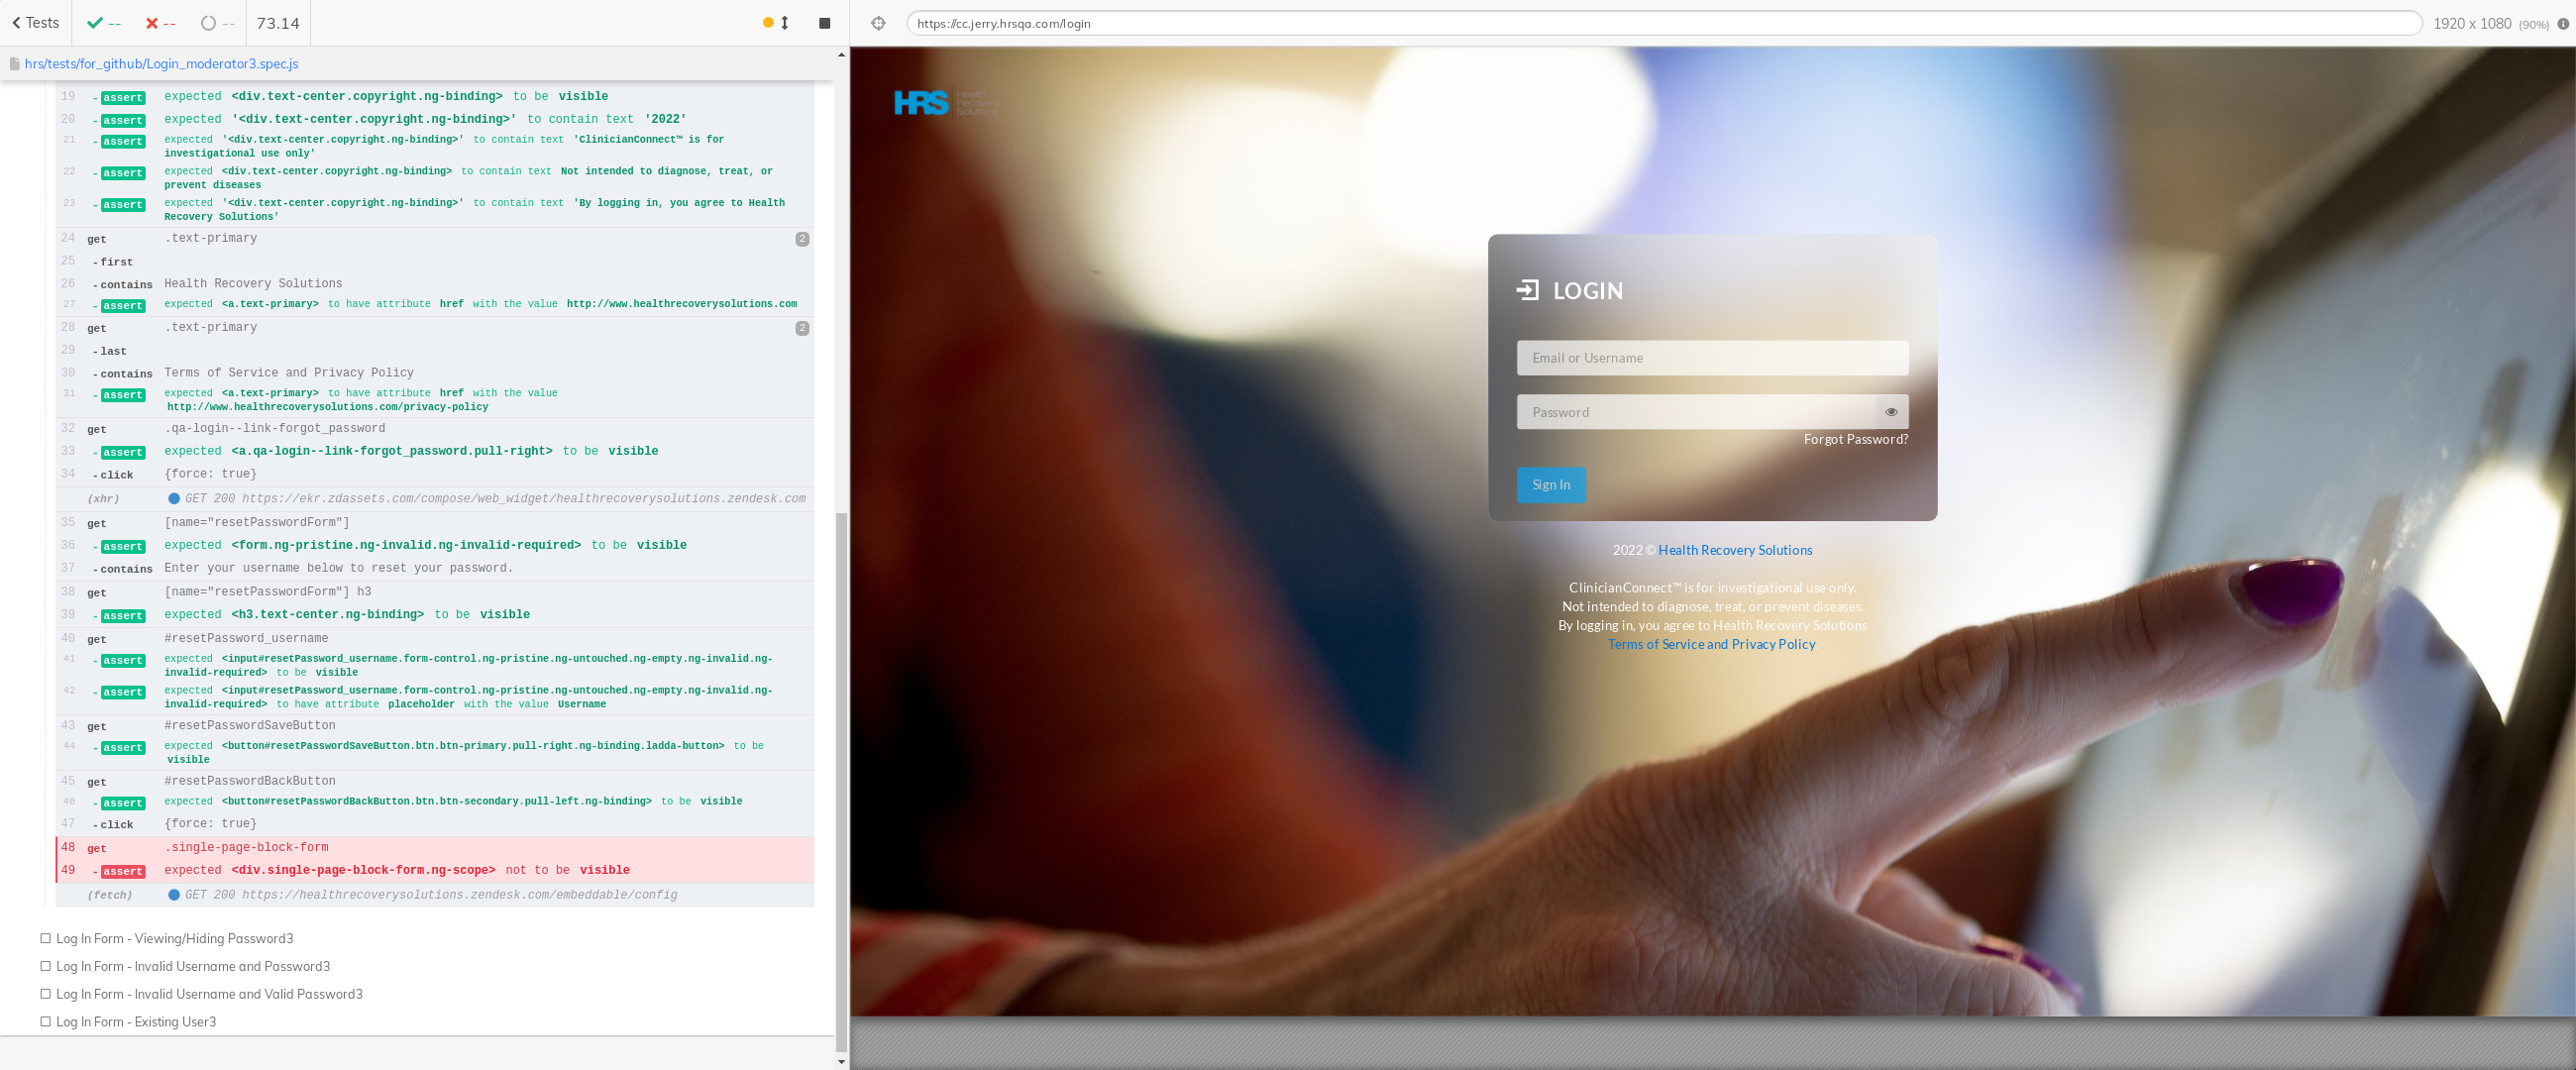 Tests
--
--
--
73.14
https://cc.jerry.hrsqa.com/login
1920 x 1080 (90%)
hrs/tests/for_github/Login_moderator3.spec.js
19 -assert expected <div.text-center.copyright.ng-binding> to be visible
20 -assert expected '<div.text-center.copyright.ng-binding>' to contain text '2022'
21 -assert expected '<div.text-center.copyright.ng-binding>' to contain text 'ClinicianConnect™ is for
investigational use only'
22 -assert expected <div.text-center.copyright.ng-binding> to contain text Not intended to diagnose, treat, or
prevent diseases
23 -assert expected '<div.text-center.copyright.ng-binding>' to contain text 'By logging in, you agree to Health
Recovery Solutions'
24 get .text-primary 2
25 -first
26 -contains Health Recovery Solutions
27 -assert expected <a.text-primary> to have attribute href with the value http://www.healthrecoverysolutions.com
28 get .text-primary 2
29 -last
30 -contains Terms of Service and Privacy Policy
31 -assert expected <a.text-primary> to have attribute href with the value
http://www.healthrecoverysolutions.com/privacy-policy
32 get .qa-login--link-forgot_password
33 -assert expected <a.qa-login--link-forgot_password.pull-right> to be visible
34 -click {force: true}
(xhr) GET 200 https://ekr.zdassets.com/compose/web_widget/healthrecoverysolutions.zendesk.com
35 get [name="resetPasswordForm"]
36 -assert expected <form.ng-pristine.ng-invalid.ng-invalid-required> to be visible
37 -contains Enter your username below to reset your password.
38 get [name="resetPasswordForm"] h3
39 -assert expected <h3.text-center.ng-binding> to be visible
40 get #resetPassword_username
41 -assert expected <input#resetPassword_username.form-control.ng-pristine.ng-untouched.ng-empty.ng-invalid.ng-
invalid-required> to be visible
42 -assert expected <input#resetPassword_username.form-control.ng-pristine.ng-untouched.ng-empty.ng-invalid.ng-
invalid-required> to have attribute placeholder with the value Username
43 get #resetPasswordSaveButton
44 -assert expected <button#resetPasswordSaveButton.btn.btn-primary.pull-right.ng-binding.ladda-button> to be
visible
45 get #resetPasswordBackButton
46 -assert expected <button#resetPasswordBackButton.btn.btn-secondary.pull-left.ng-binding> to be visible
47 -click {force: true}
48 get .single-page-block-form
49 -assert expected <div.single-page-block-form.ng-scope> not to be visible
(fetch) GET 200 https://healthrecoverysolutions.zendesk.com/embeddable/config
Log In Form - Viewing/Hiding Password3
Log In Form - Invalid Username and Password3
Log In Form - Invalid Username and Valid Password3
Log In Form - Existing User3
HRS
Health
Recovery
Solutions
LOGIN
Email or Username
Password
Forgot Password?
Sign In
2022 © Health Recovery Solutions
ClinicianConnect™ is for investigational use only.
Not intended to diagnose, treat, or prevent diseases.
By logging in, you agree to Health Recovery Solutions
Terms of Service and Privacy Policy